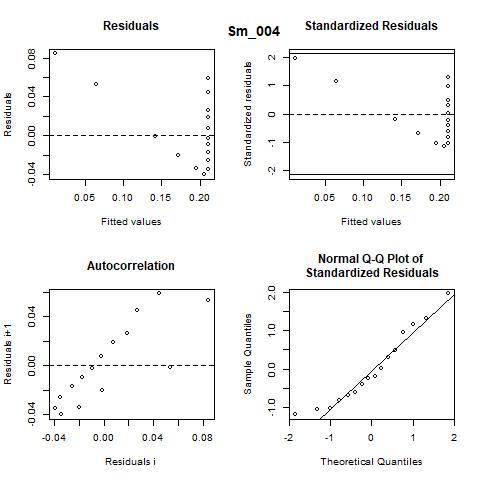 Sm_004
Residuals
Residuals
-0.04 0.00 0.04 0.08
0.05 0.10 0.15 0.20
Fitted values
Standardized Residuals
Standardized residuals
-2 -1 0 1 2
0.05 0.10 0.15 0.20
Fitted values
Autocorrelation
Residuals i+1
-0.04 0.00 0.04
-0.04 0.00 0.04 0.08
Residuals i
Normal Q-Q Plot of
Standardized Residuals
Sample Quantiles
-1.0 0.0 1.0 2.0
-2 -1 0 1 2
Theoretical Quantiles